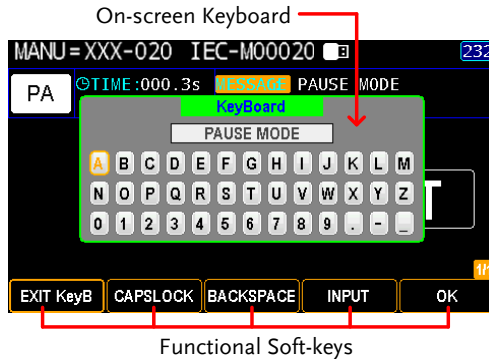 On-screen Keyboard
MANU=XXX-020 IEC-M00020 232
PA TIME:000.3s MESSAGE PAUSE MODE
KeyBoard
PAUSE MODE
A B C D E F G H I J K L M
N O P Q R S T U V W X Y Z
0 1 2 3 4 5 6 7 8 9 . - _
T
1/1
EXIT KeyB CAPSLOCK BACKSPACE INPUT OK
Functional Soft-keys